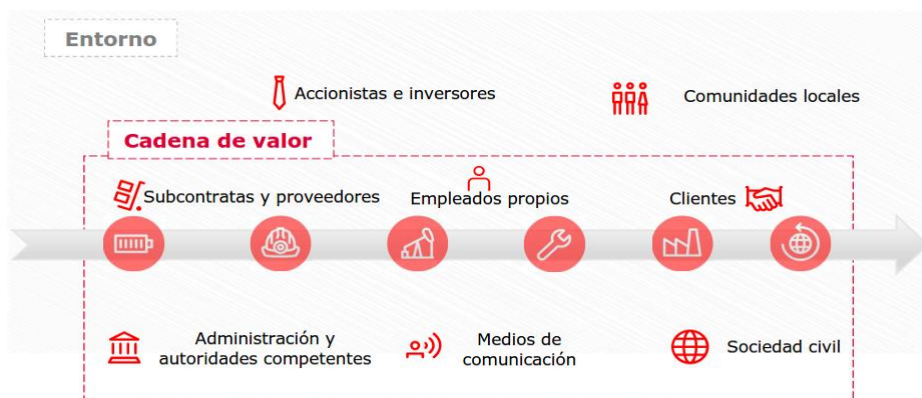 Entorno
Accionistas e inversores
Comunidades locales
Cadena de valor
Subcontratas y proveedores
Empleados propios
Clientes
Administración y
autoridades competentes
Medios de
comunicación
Sociedad civil